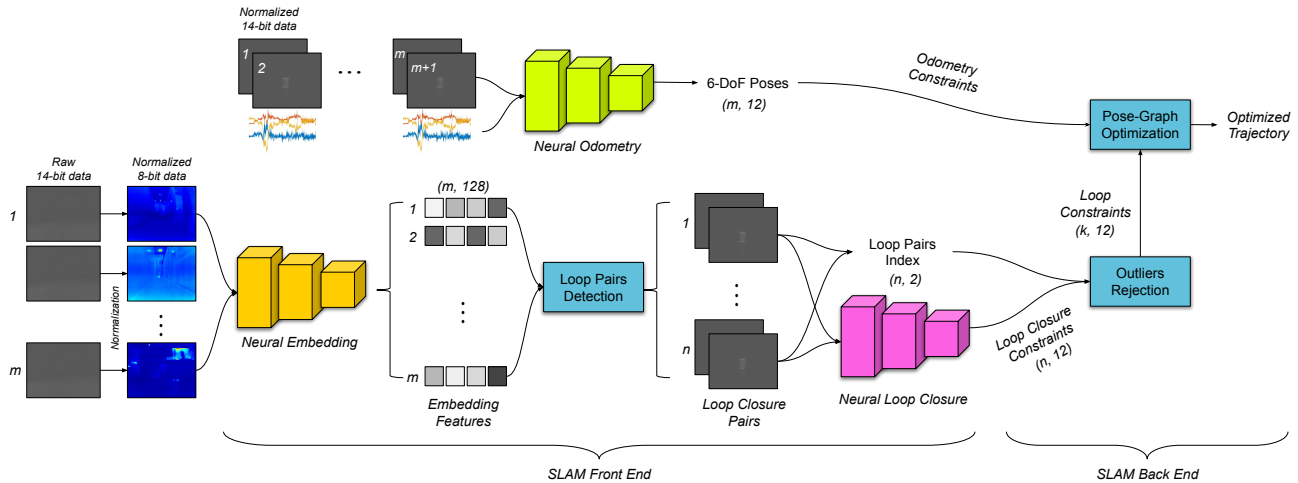 Normalized
14-bit data
1
2
m
m+1
Neural Odometry
6-DoF Poses
(m, 12)
Odometry
Constraints
Pose-Graph
Optimization
Optimized
Trajectory
Raw
14-bit data
Normalized
8-bit data
1
m
Normalization
Neural Embedding
(m, 128)
1
2
m
Embedding
Features
Loop Pairs
Detection
1
n
Loop Closure
Pairs
Loop Pairs
Index
(n, 2)
Neural Loop Closure
Loop Closure
Constraints
(n, 12)
Loop
Constraints
(k, 12)
Outliers
Rejection
SLAM Front End
SLAM Back End